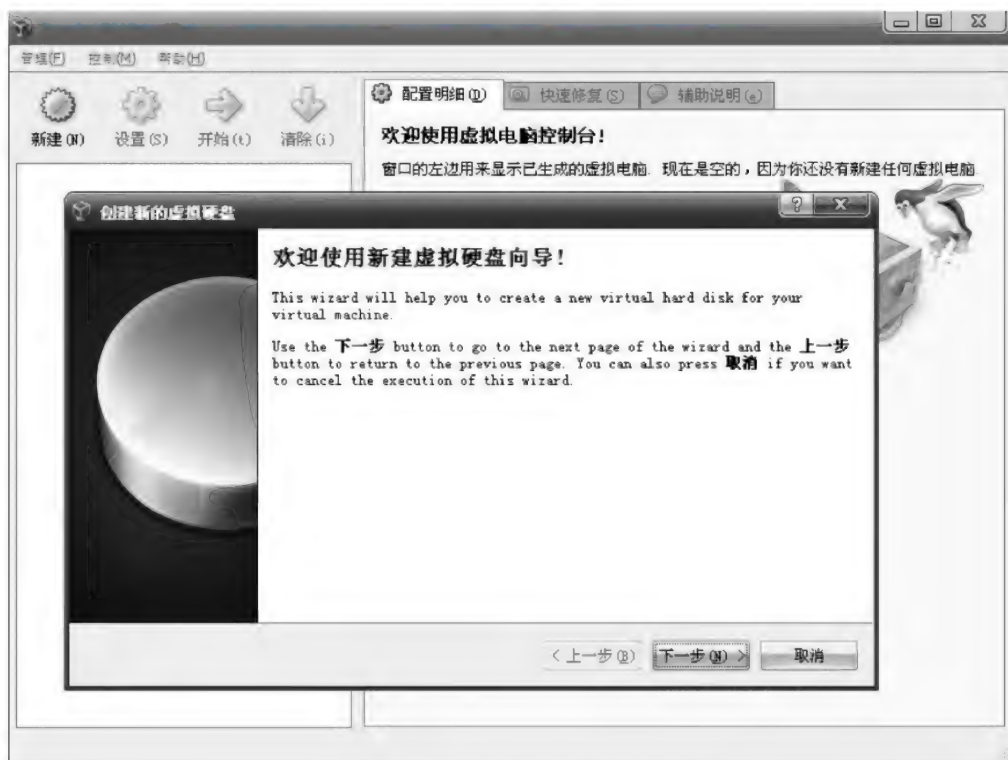 管理(F) 控制(M) 帮助(H)
新建(N) 设置(S) 开始(t) 清除(i)
配置明细(D) 快速修复(S) 辅助说明(e)
欢迎使用虚拟电脑控制台!
窗口的左边用来显示已生成的虚拟电脑. 现在是空的,因为你还没有新建任何虚拟电脑
创建新的虚拟硬盘
欢迎使用新建虚拟硬盘向导!
This wizard will help you to create a new virtual hard disk for your
virtual machine.
Use the 下一步 button to go to the next page of the wizard and the 上一步
button to return to the previous page. You can also press 取消 if you want
to cancel the execution of this wizard.
< 上一步(B) 下一步(N) > 取消